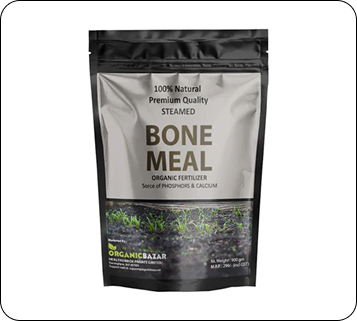 100% Natural
Premium Quality
STEAMED
BONE
MEAL
ORGANIC FERTILIZER
Sorce of PHOSPHORS & CALCIUM
ORGANICBAZAR